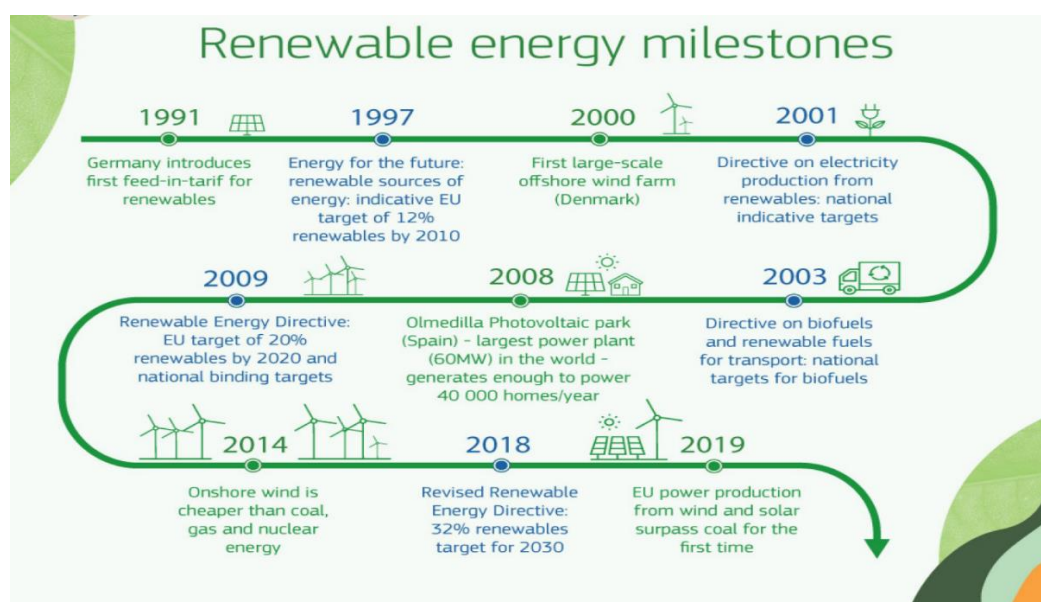 Renewable energy milestones
1991
Germany introduces
first feed-in-tarif for
renewables
1997
Energy for the future:
renewable sources of
energy: indicative EU
target of 12%
renewables by 2010
2000
First large-scale
offshore wind farm
(Denmark)
2001
Directive on electricity
production from
renewables: national
indicative targets
2003
Directive on biofuels
and renewable fuels
for transport: national
targets for biofuels
2008
Olmedilla Photovoltaic park
(Spain) - largest power plant
(60MW) in the world -
generates enough to power
40 000 homes/year
2009
Renewable Energy Directive:
EU target of 20%
renewables by 2020 and
national binding targets
2014
Onshore wind is
cheaper than coal,
gas and nuclear
energy
2018
Revised Renewable
Energy Directive:
32% renewables
target for 2030
2019
EU power production
from wind and solar
surpass coal for the
first time